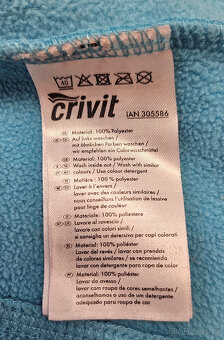 40
crivit
IAN 305586
Material: 100% Polyester
Auf links waschen /
mit ähnlichen Farben waschen/
wir empfehlen ein Colorwaschmittel
Material: 100% polyester
Wash inside out / Wash with similar
colours / Use colour detergent
Matière : 100 % polyester
Laver à l'envers /
laver avec des couleurs similaires /
nous conseillons l'utilisation de lessive
pour linge de couleur
Materiale: 100% poliestere
Lavare al rovescio /
lavare con colori simili /
si consiglia un detersivo per capi colorati
Material: 100% poliéster
Lavar del revés / lavar con prendas
de colores similares / se recomienda
un detergente para la ropa de color
Material: 100% poliéster
Lavar da avesso /
lavar com roupa de cores semelhantes/
aconselhamos o uso de um detergente
adequado para roupa de cor